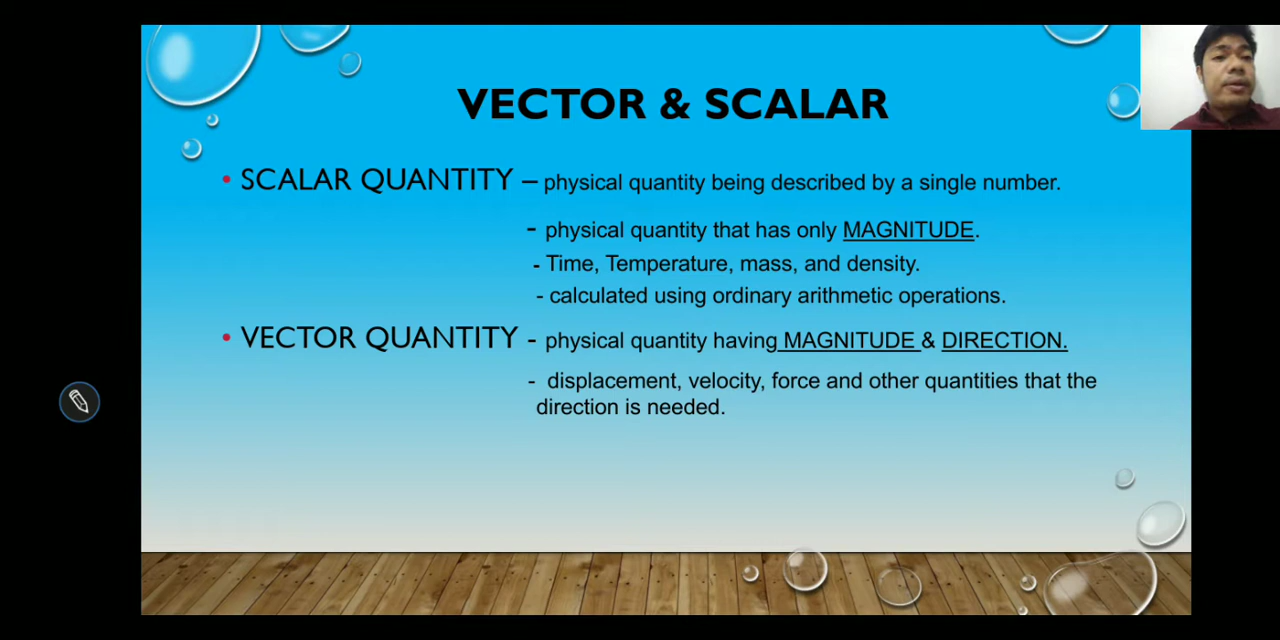 VECTOR & SCALAR
• SCALAR QUANTITY – physical quantity being described by a single number.
- physical quantity that has only MAGNITUDE.
- Time, Temperature, mass, and density.
- calculated using ordinary arithmetic operations.
• VECTOR QUANTITY - physical quantity having MAGNITUDE & DIRECTION.
- displacement, velocity, force and other quantities that the
direction is needed.